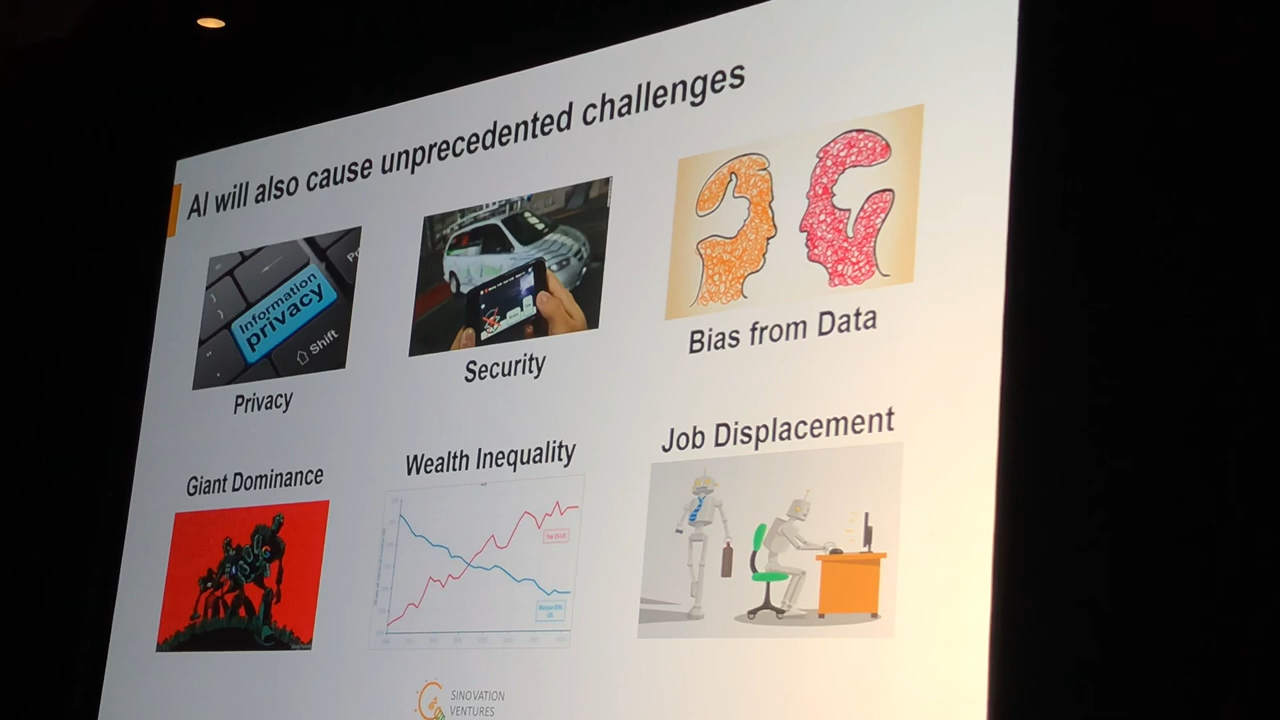 AI will also cause unprecedented challenges
Information
privacy
Shift
Privacy
Security
Bias from Data
Giant Dominance
Wealth Inequality
Job Displacement
SINOVATION
VENTURES